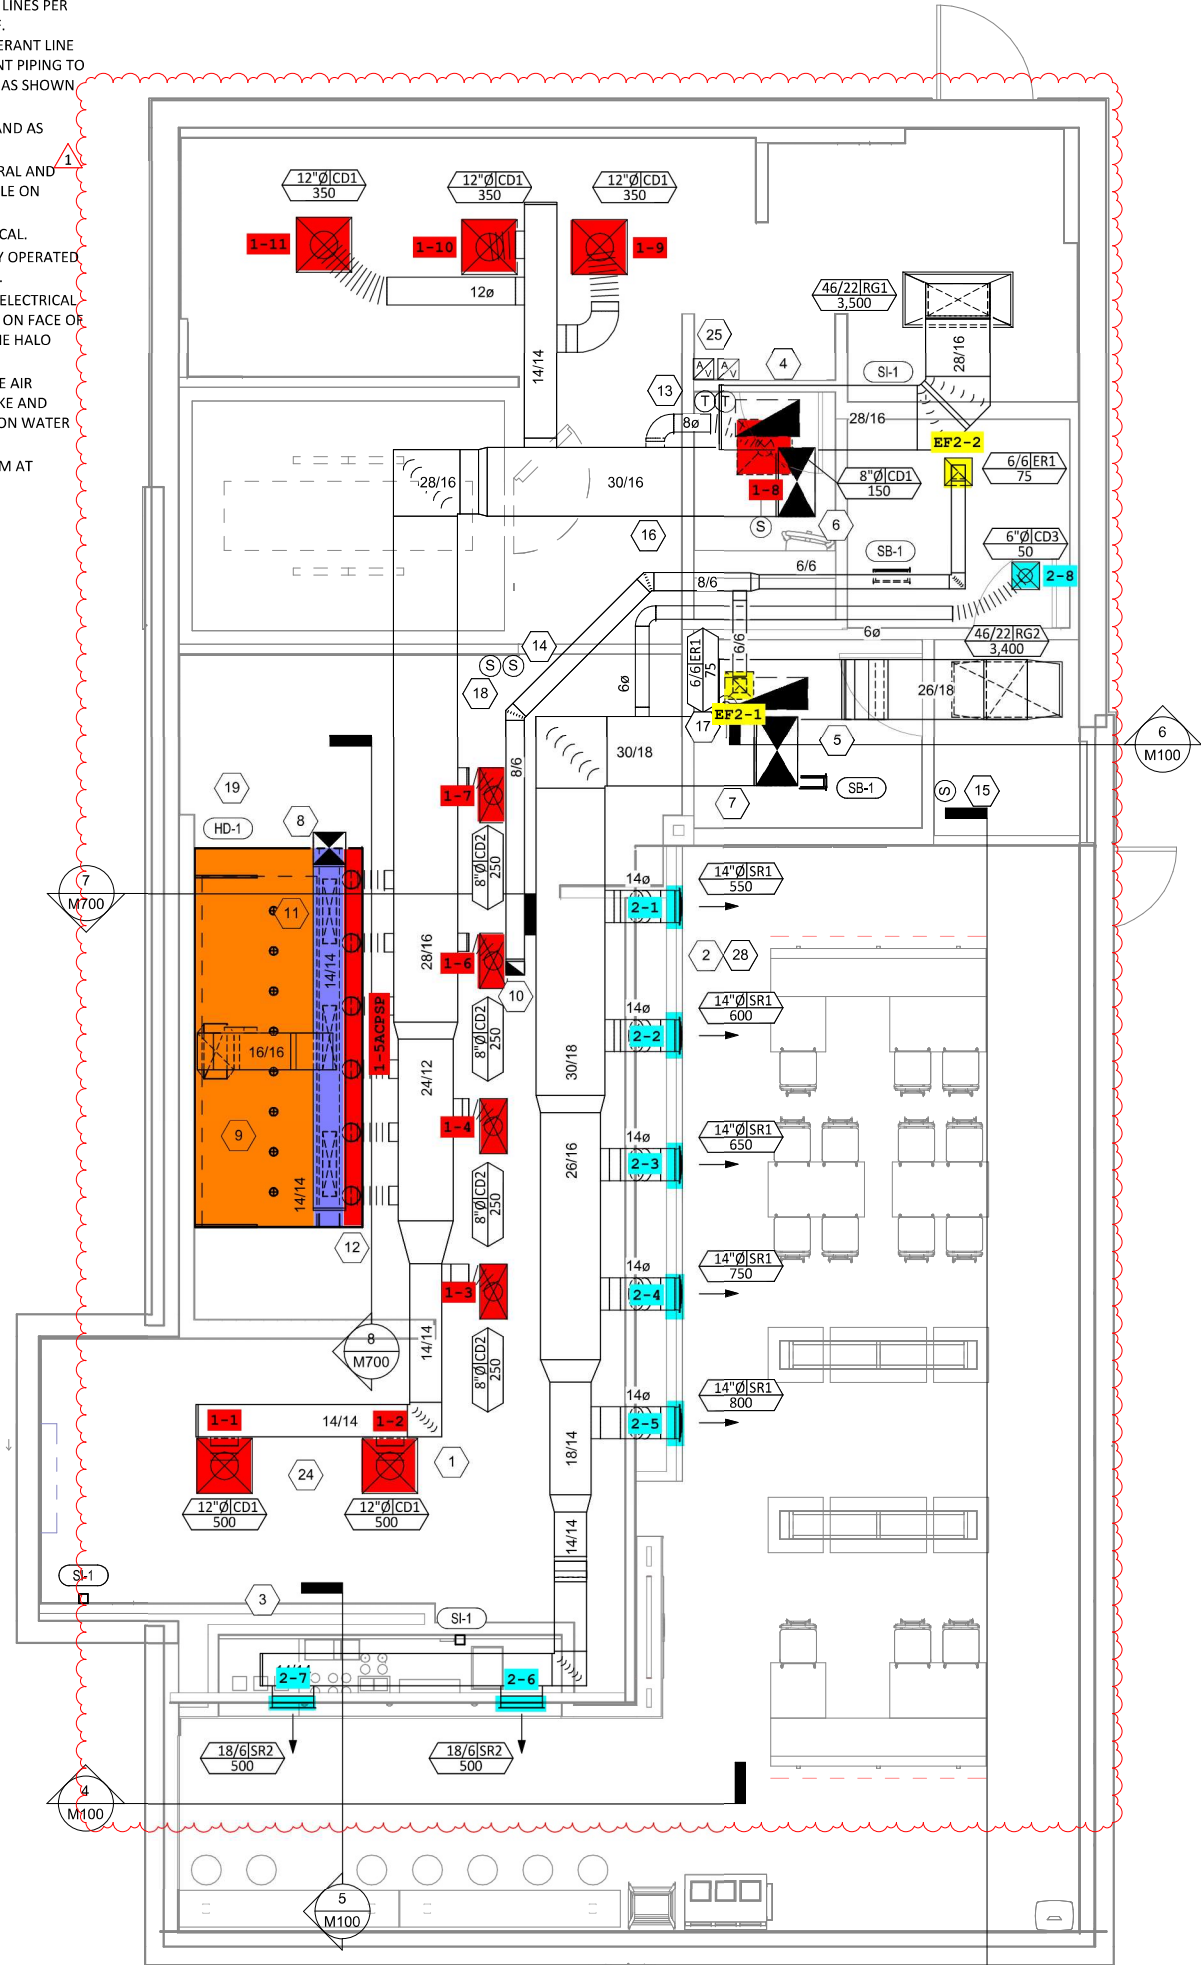 LINES PER
F.
ERANT LINE
NT PIPING TO
AS SHOWN
AND AS
RAL AND
LE ON
CAL.
Y OPERATED
ELECTRICAL
ON FACE OF
HE HALO
E AIR
KE AND
ON WATER
M AT
1
12"Ø CD1
350
12"Ø CD1
350
12"Ø CD1
350
1-11
1-10
1-9
12ø
14/14
46/22 RG1
3,500
28/16
25
A/V
A/V
4
SI-1
13
T T
8ø
28/16
EF2-2
6/6 ER1
75
28/16
30/16
1-8
8"Ø CD1
150
S
6
16
SB-1
6"Ø CD3
50
2-8
6/6
8/6
6ø
14
S S
18
6ø
6/6 ER1
75
6/6
46/22 RG2
3,400
26/18
EF2-1
17
30/18
5
6
M100
8/6
SB-1
7
S
15
19
HD-1
8
1-7
8"Ø CD2
250
7
M700
11
14/14
28/16
1-6
10
8"Ø CD2
250
14ø
2-1
14"Ø SR1
550
2
28
14ø
2-2
14"Ø SR1
600
1-5ACPSP
16/16
24/12
30/18
9
1-4
8"Ø CD2
250
26/16
14ø
2-3
14"Ø SR1
650
14/14
12
1-3
14ø
2-4
14"Ø SR1
750
8
M700
14/14
8"Ø CD2
250
14ø
2-5
14"Ø SR1
800
1-1
14/14
1-2
18/14
24
1
12"Ø CD1
500
12"Ø CD1
500
14/14
SI-1
3
SI-1
2-7
2-6
18/6 SR2
500
18/6 SR2
500
4
M100
5
M100